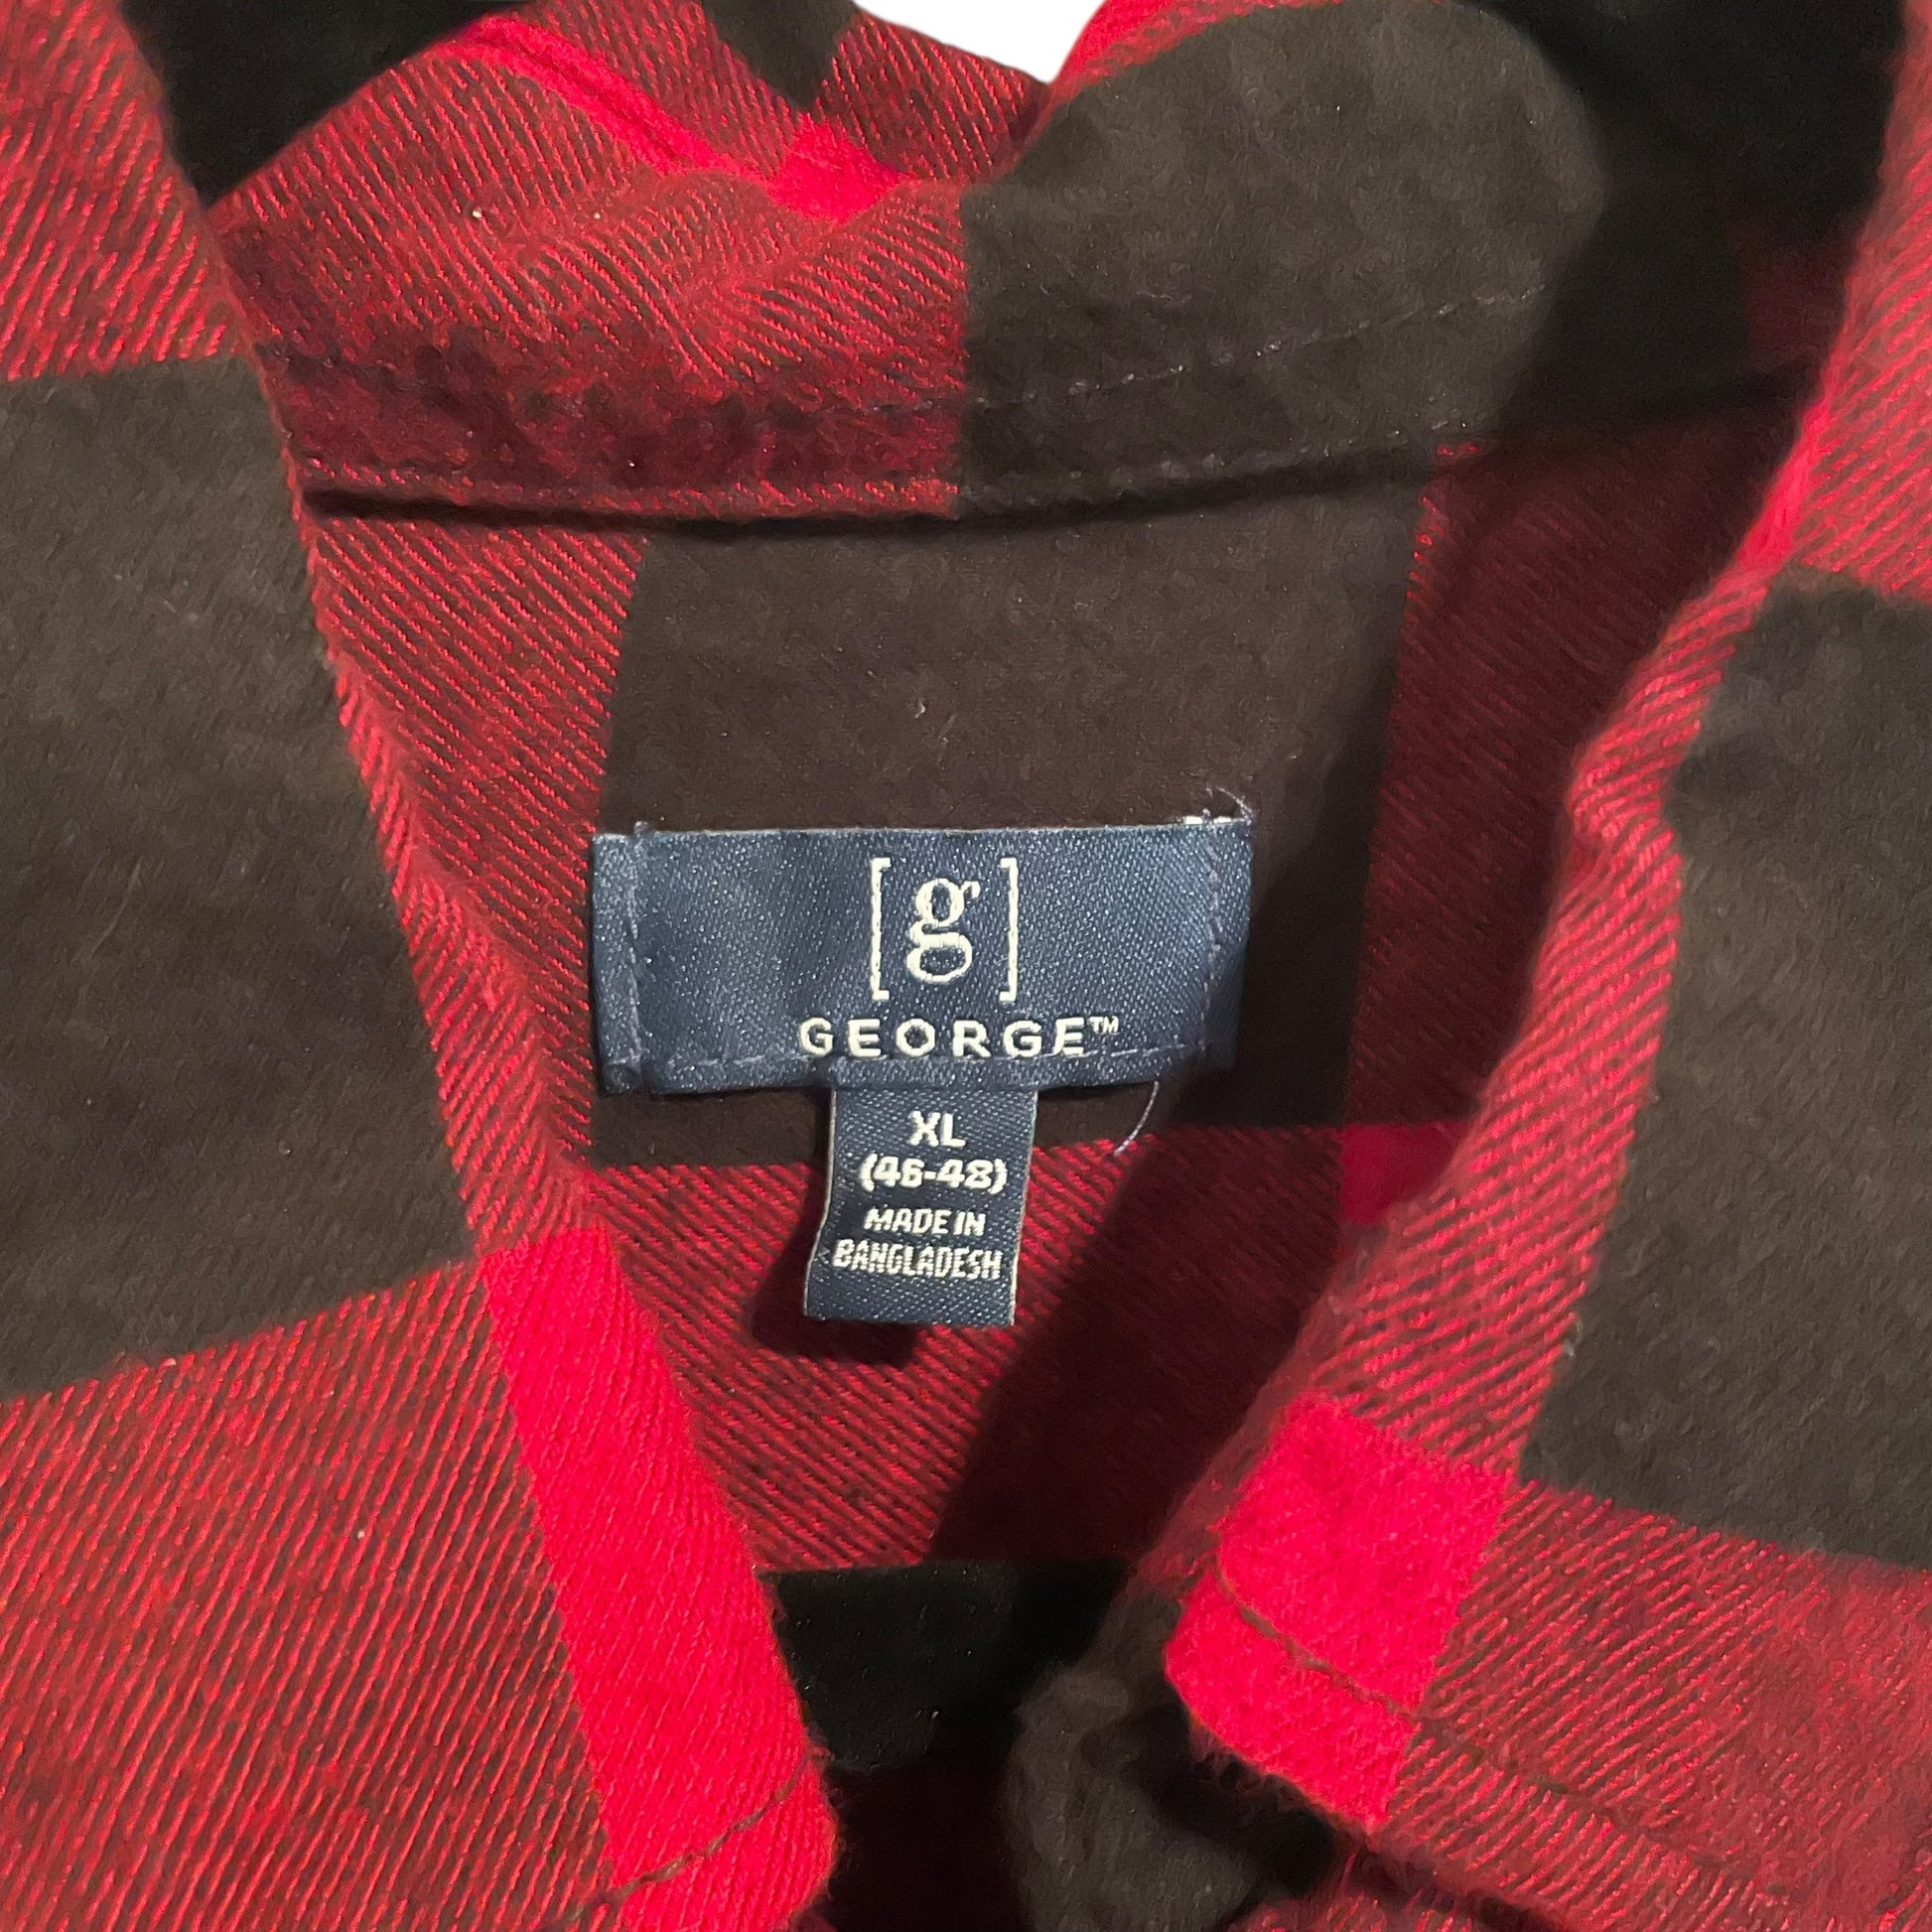 [g]
GEORGE™
XL
(46-48)
MADE IN
BANGLADESH